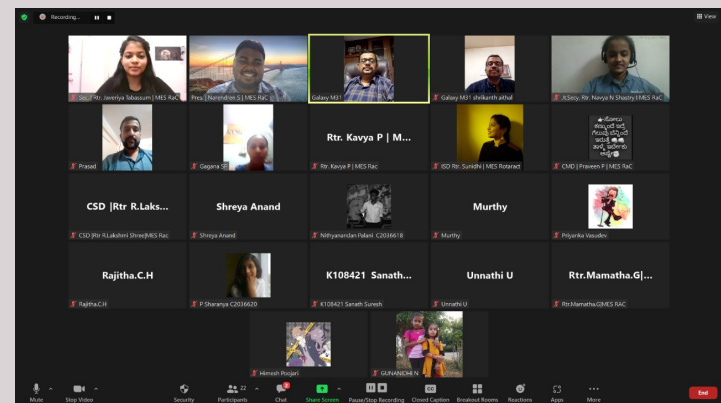 Recording...
View
Sec. | Rtr. Javeriya Tabassum | MES RaC
Pres. | Narendren S | MES RaC
Galaxy M31
Galaxy M31 shrikanth aithal
Jt.Secy. Rtr. Navya N Shastry I MES RaC
Prasad
Gagana SP
Rtr. Kavya P | M...
Rtr. Kavya P | MES Rac
ISD Rtr. Sunidhi | MES Rotaract
CMD | Praveen P | MES RaC
CSD |Rtr R.Laks...
CSD |Rtr R.Lakshmi Shree|MES Rac
Shreya Anand
Shreya Anand
Nithyanandan Palani C2036618
Murthy
Murthy
Priyanka Vasudev
Rajitha.C.H
Rajitha.C.H
P Sharanya C2036620
K108421 Sanath...
K108421 Sanath Suresh
Unnathi U
Unnathi U
Rtr.Mamatha.G|...
Rtr.Mamatha.G|MES RAC
Himesh Poojari
GUNANIDHI N
Mute
Stop Video
Security
22
Participants
2
Chat
Share Screen
Pause/Stop Recording
CC
Closed Caption
Breakout Rooms
Reactions
Apps
More
End